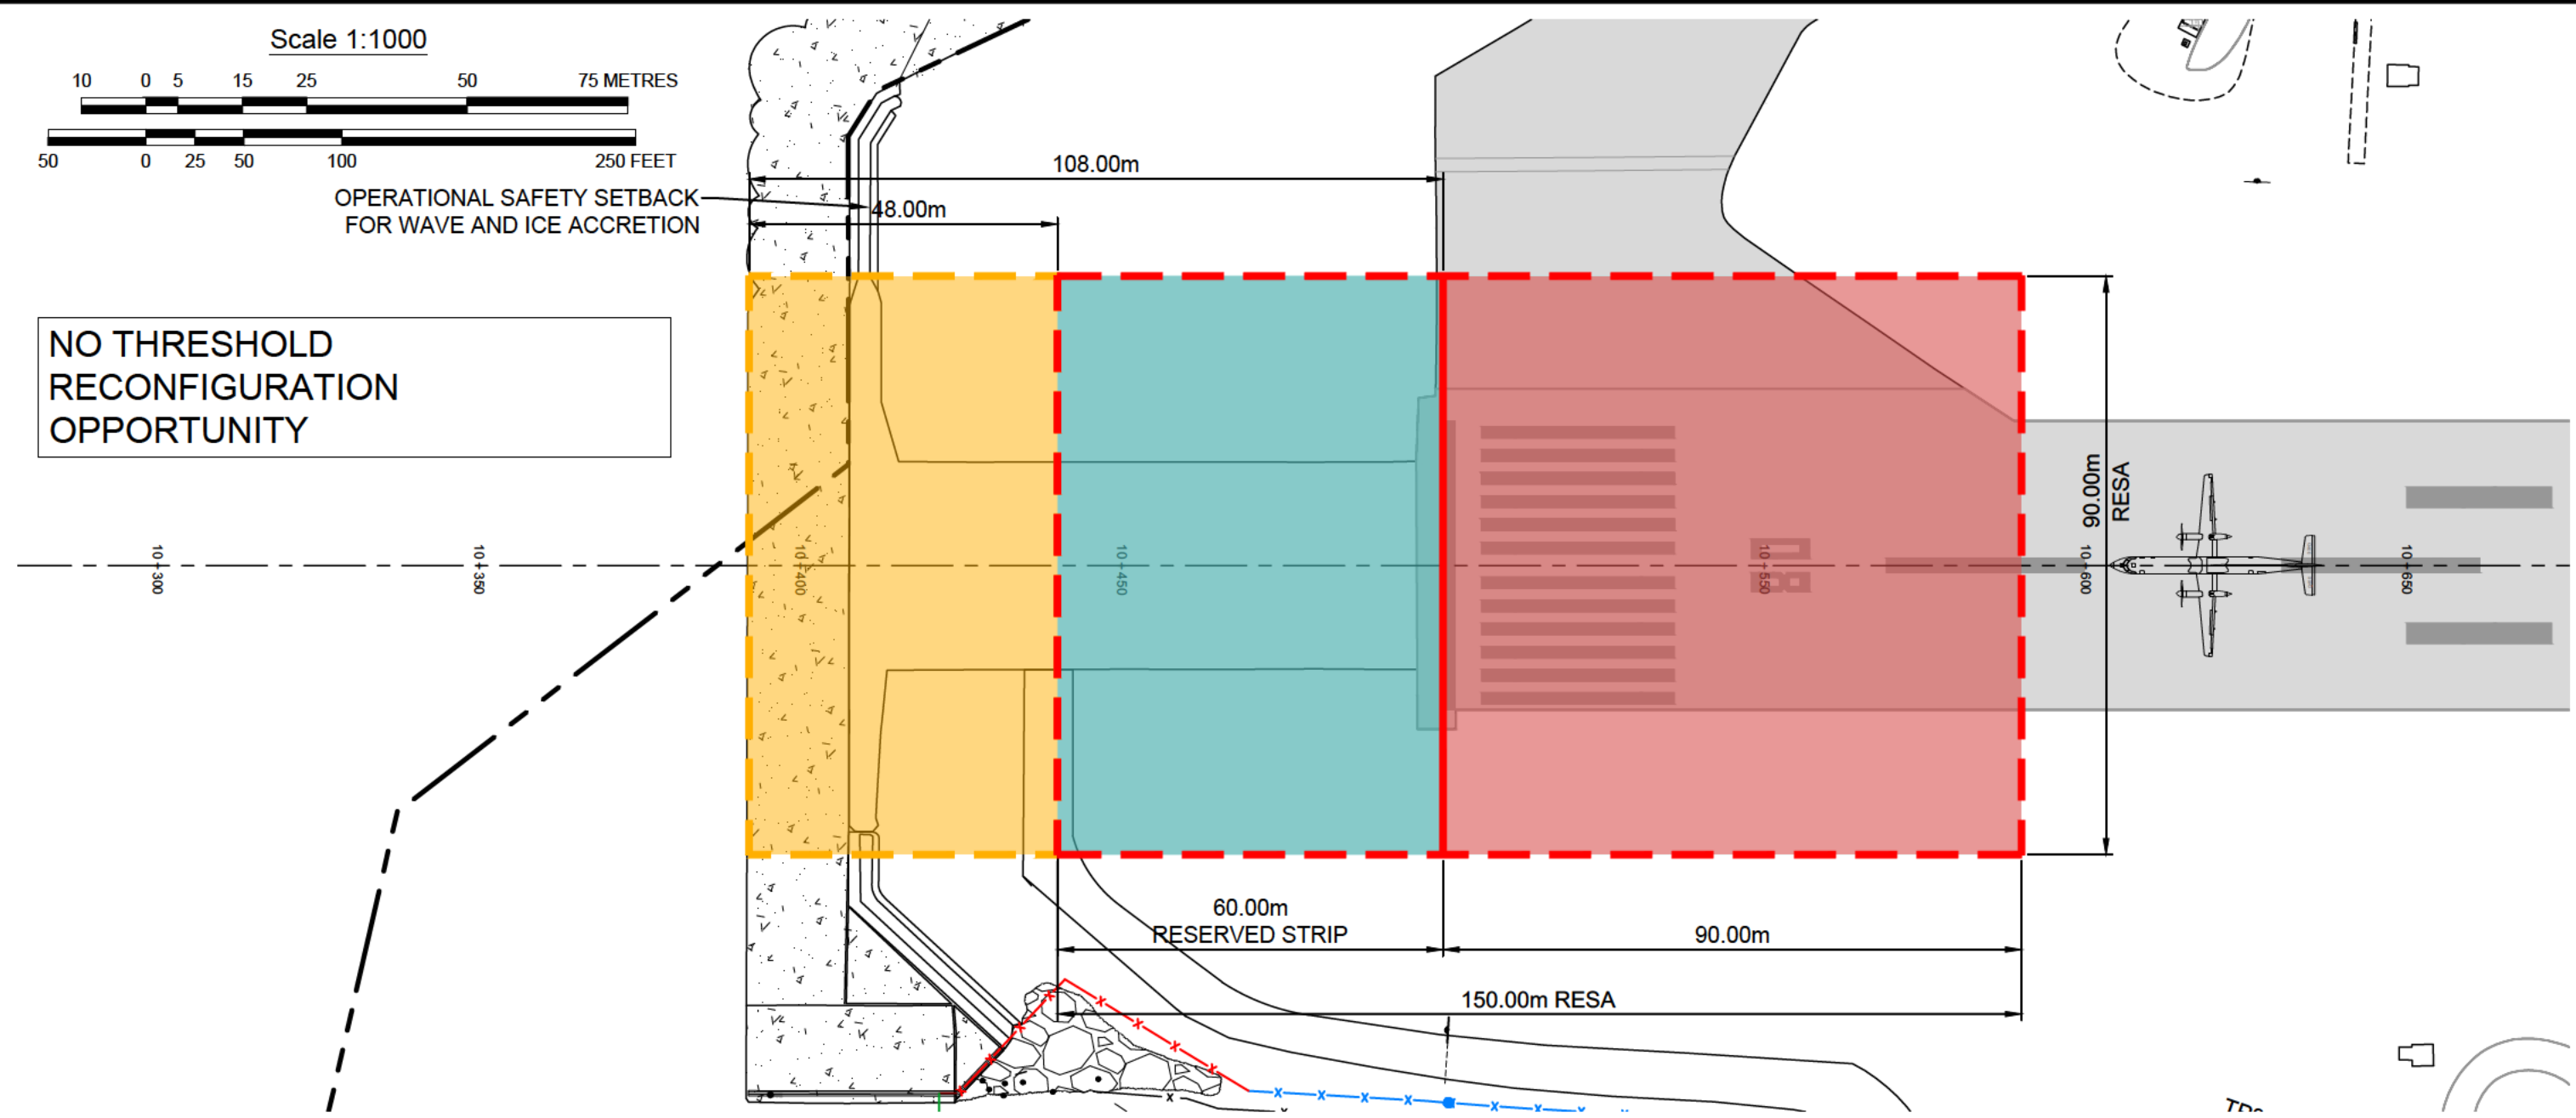 Scale 1:1000
10 0 5 15 25 50 75 METRES
50 0 25 50 100 250 FEET
OPERATIONAL SAFETY SETBACK
FOR WAVE AND ICE ACCRETION
108.00m
48.00m
NO THRESHOLD
RECONFIGURATION
OPPORTUNITY
10+300
10+350
10+400
10+450
08
10+550
10+600
10+650
90.00m
RESA
60.00m
RESERVED STRIP
90.00m
150.00m RESA